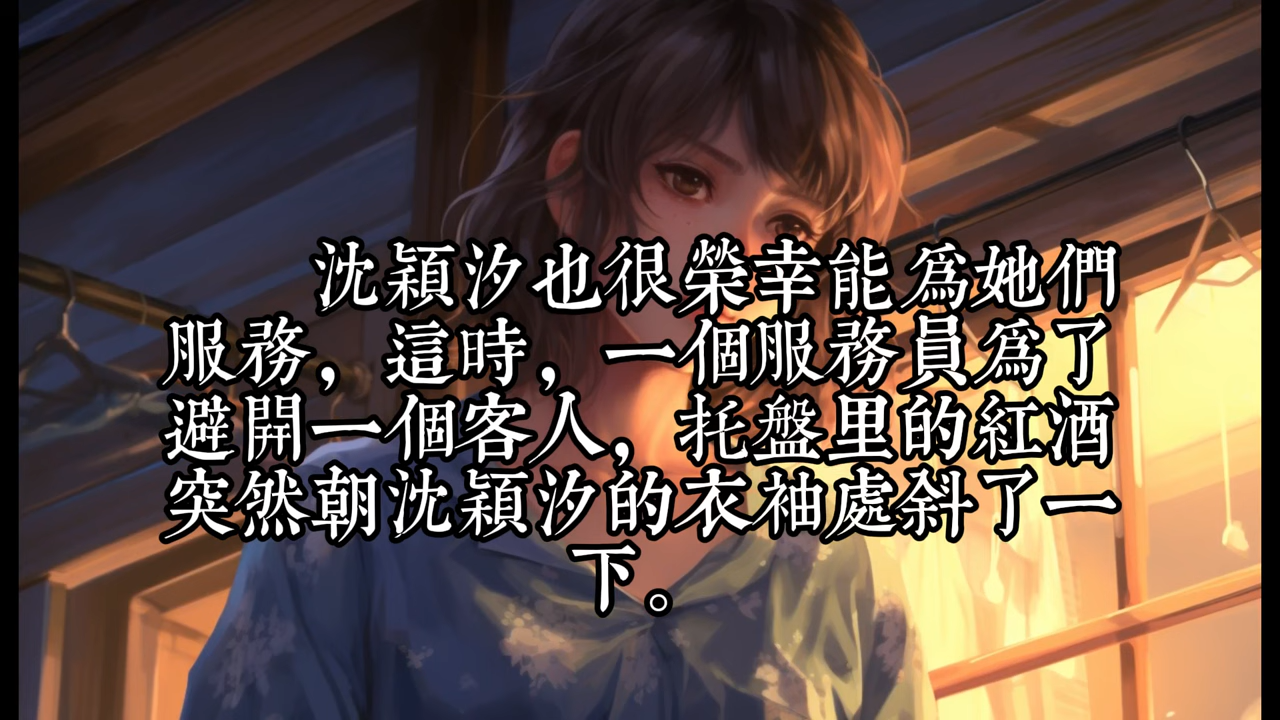 沈穎汐也很榮幸能爲她們
服務，這時，一個服務員爲了
避開一個客人，托盤里的紅酒
突然朝沈穎汐的衣袖處斜了一
下。